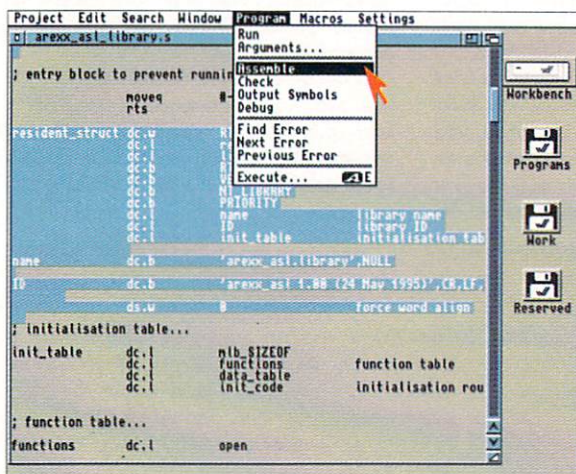 Project Edit Search Window Program Macros Settings
arexx_asl_library.s
Run
Arguments...
Assemble
Check
Output Symbols
Debug
Find Error
Next Error
Previous Error
Execute... E
; entry block to prevent runnin
moveq
rts
resident_struct dc.w
dc.l
dc.l
dc.b
dc.b
dc.b NT_LIBRARY
dc.b PRIORITY
dc.l name library name
dc.l ID library ID
dc.l init_table initialisation tab
name dc.b 'arexx_asl.library',NULL
ID dc.b 'arexx_asl 1.00 (24 May 1995)',CR,LF,
ds.w 0 force word align
; initialisation table...
init_table dc.l mlb_SIZEOF
dc.l functions function table
dc.l data_table
dc.l init_code initialisation rou
; function table...
functions dc.l open
Workbench
Programs
Work
Reserved